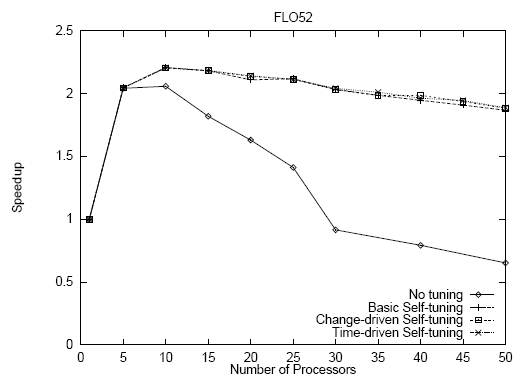 FLO52
2.5
2
1.5
1
0.5
0
Speedup
No tuning
Basic Self-tuning
Change-driven Self-tuning
Time-driven Self-tuning
0 5 10 15 20 25 30 35 40 45 50
Number of Processors